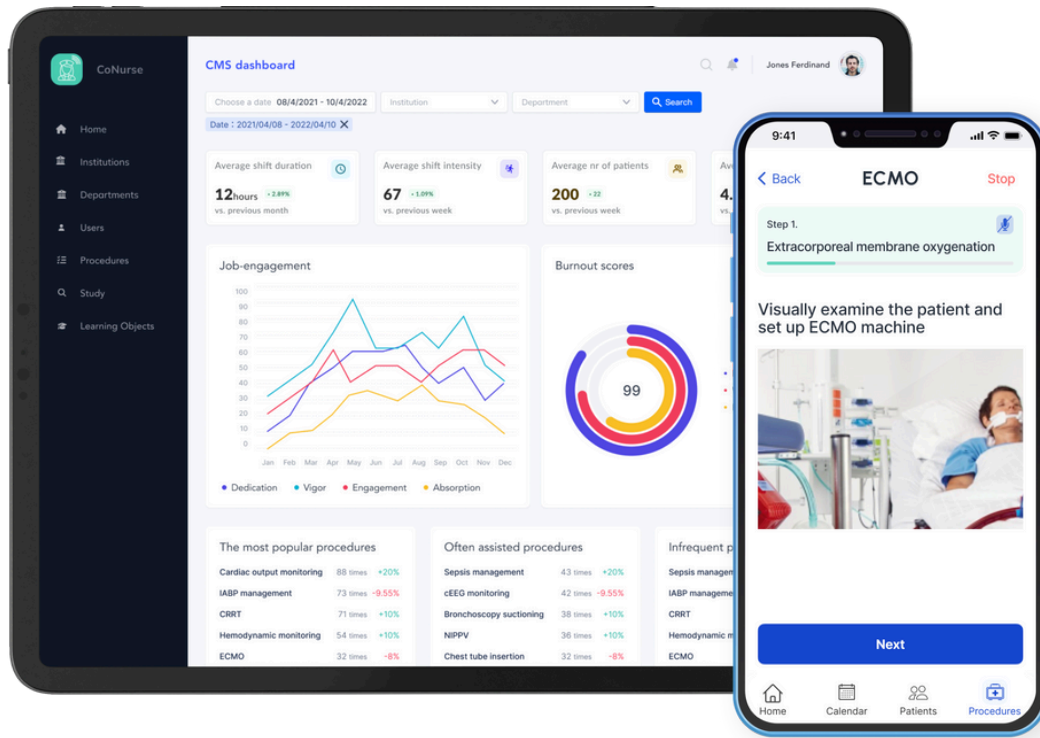 CoNurse
Home
Institutions
Departments
Users
Procedures
Study
Learning Objects
CMS dashboard
Jones Ferdinand
Choose a date 08/4/2021 - 10/4/2022
Institution
Department
Search
Date : 2021/04/08 - 2022/04/10 X
Average shift duration
12hours
2.89%
vs. previous month
Average shift intensity
67
1.09%
vs. previous week
Average nr of patients
200
22
vs. previous week
4.
Job-engagement
100
90
80
70
60
50
40
30
20
10
0
Jan Feb Mar Apr May Jun Jul Aug Sep Oct Nov Dec
Dedication Vigor Engagement Absorption
Burnout scores
99
The most popular procedures
Cardiac output monitoring 88 times +20%
IABP management 73 times -9.55%
CRRT 71 times +10%
Hemodynamic monitoring 54 times +10%
ECMO 32 times -8%
Often assisted procedures
Sepsis management 43 times +20%
cEEG monitoring 42 times -9.55%
Bronchoscopy suctioning 38 times +10%
NIPPV 36 times +10%
Chest tube insertion 32 times -8%
Infrequent p
Sepsis managem
IABP manageme
CRRT
Hemodynamic m
ECMO
9:41
Back
ECMO
Stop
Step 1.
Extracorporeal membrane oxygenation
Visually examine the patient and
set up ECMO machine
Next
Home
Calendar
Patients
Procedures